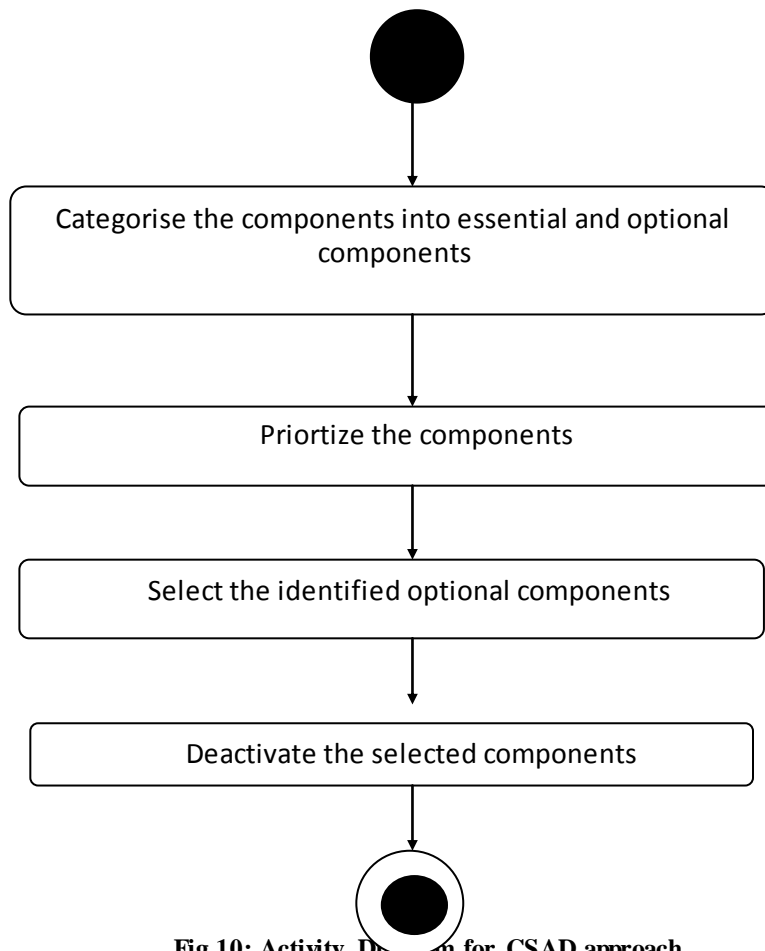 Categorise the components into essential and optional
components
Priortize the components
Select the identified optional components
Deactivate the selected components
Fig 10: Activity for CSAD approach